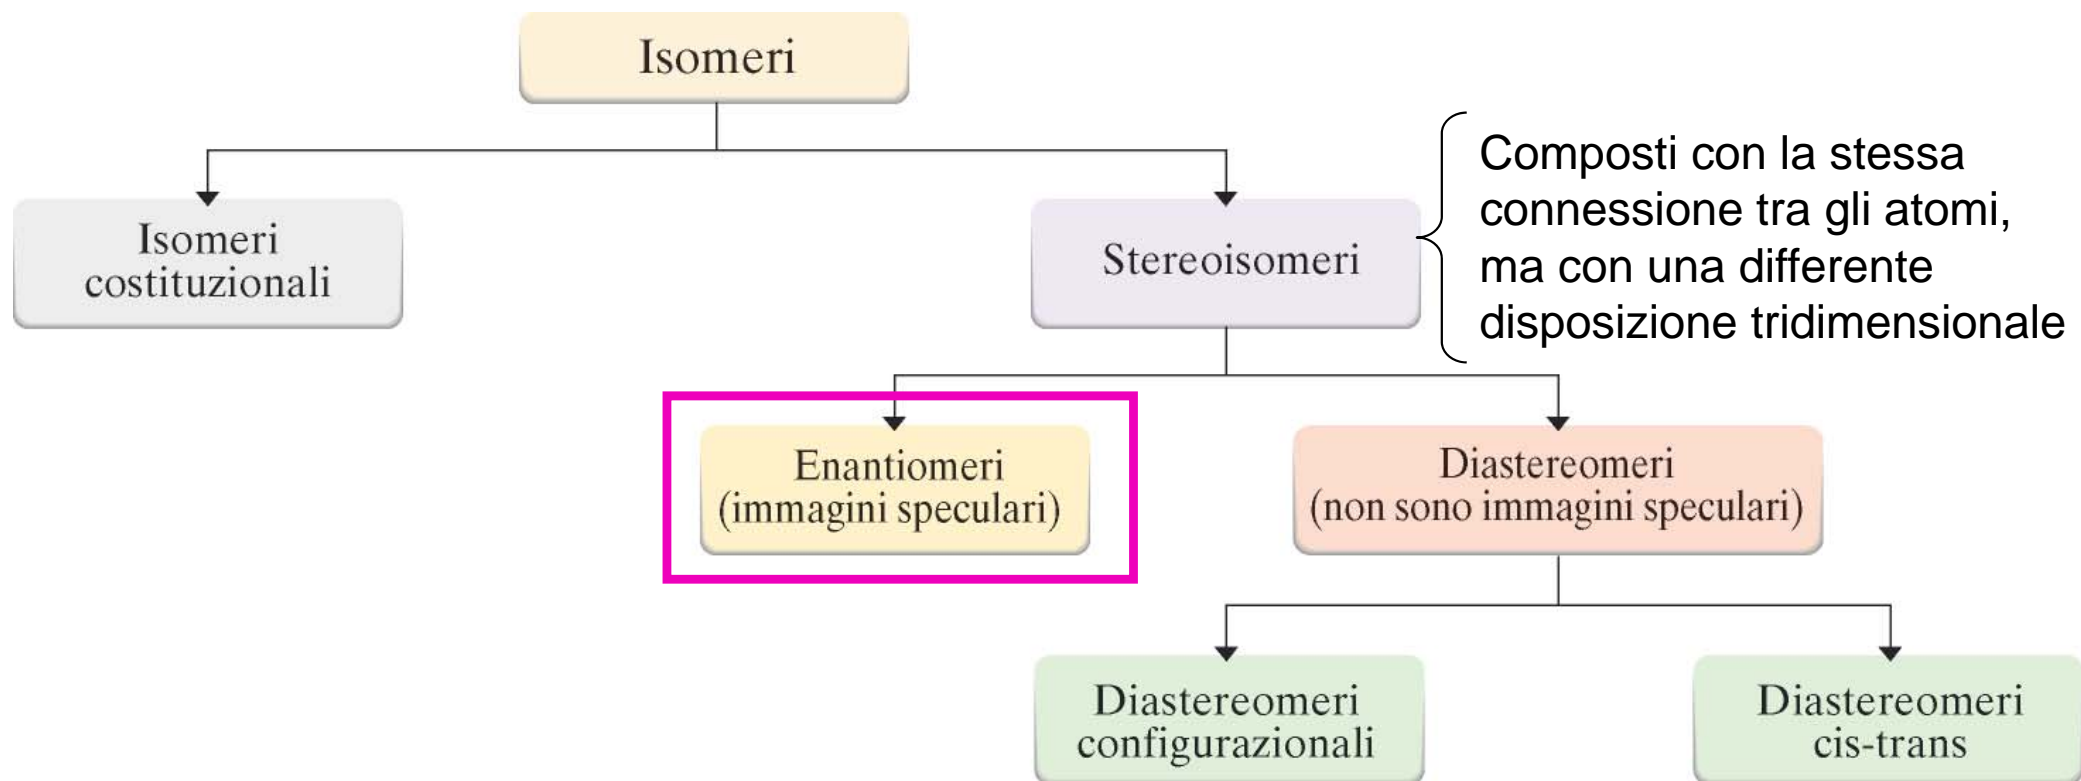 Isomeri
Isomeri
costituzionali
Stereoisomeri
Composti con la stessa
connessione tra gli atomi,
ma con una differente
disposizione tridimensionale
Enantiomeri
(immagini speculari)
Diastereomeri
(non sono immagini speculari)
Diastereomeri
configurazionali
Diastereomeri
cis-trans